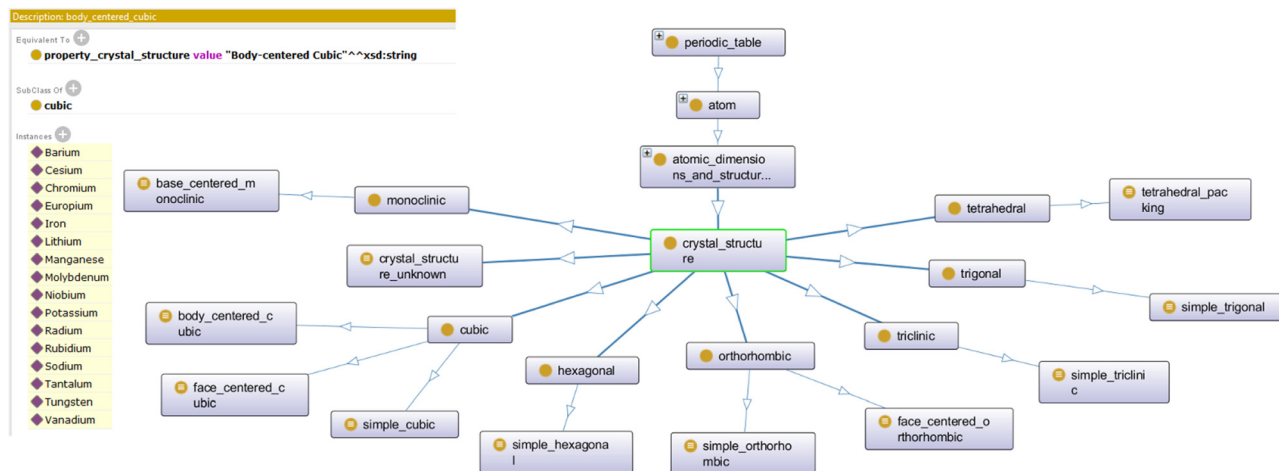 Description: body_centered_cubic
Equivalent To
property_crystal_structure value "Body-centered Cubic"^^xsd:string
SubClass Of
cubic
Instances
Barium
Cesium
Chromium
Europium
Iron
Lithium
Manganese
Molybdenum
Niobium
Potassium
Radium
Rubidium
Sodium
Tantalum
Tungsten
Vanadium
periodic_table
atom
atomic_dimensio
ns_and_structur...
crystal_structu
re
monoclinic
base_centered_m
onoclinic
crystal_structu
re_unknown
cubic
body_centered_c
ubic
face_centered_c
ubic
simple_cubic
hexagonal
simple_hexagona
l
orthorhombic
simple_orthorho
mbic
face_centered_o
rthorhombic
triclinic
simple_triclini
c
trigonal
simple_trigonal
tetrahedral
tetrahedral_pac
king